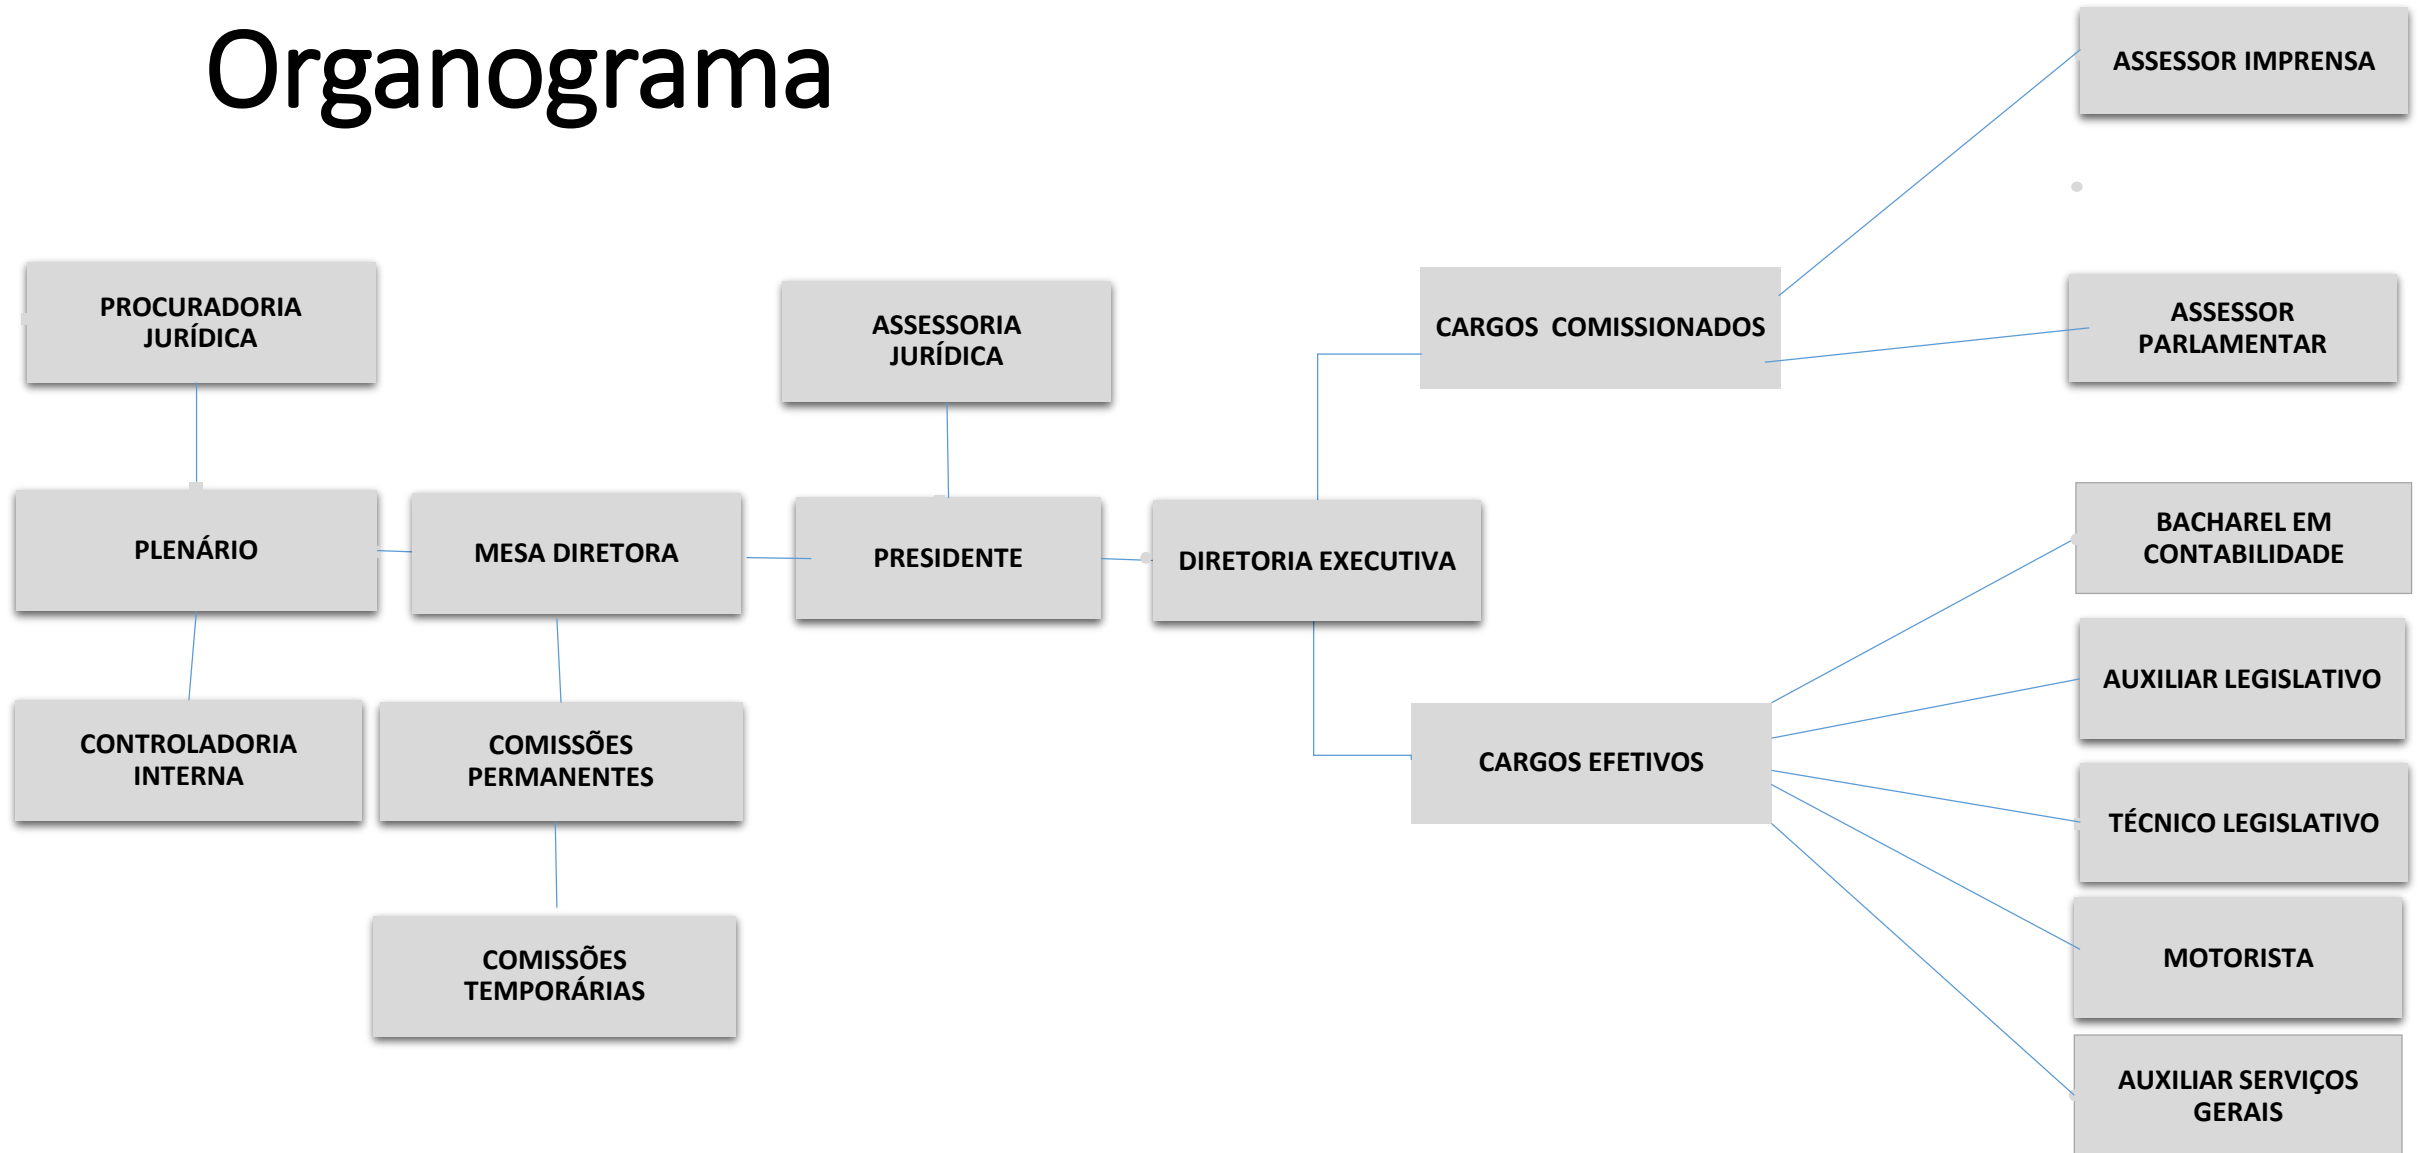 Organograma
ASSESSOR IMPRENSA
PROCURADORIA
JURÍDICA
ASSESSORIA
JURÍDICA
CARGOS  COMISSIONADOS
ASSESSOR
PARLAMENTAR
PLENÁRIO
MESA DIRETORA
PRESIDENTE
DIRETORIA EXECUTIVA
BACHAREL EM
CONTABILIDADE
AUXILIAR LEGISLATIVO
CONTROLADORIA
INTERNA
COMISSÕES
PERMANENTES
CARGOS EFETIVOS
TÉCNICO LEGISLATIVO
COMISSÕES
TEMPORÁRIAS
MOTORISTA
AUXILIAR SERVIÇOS
GERAIS